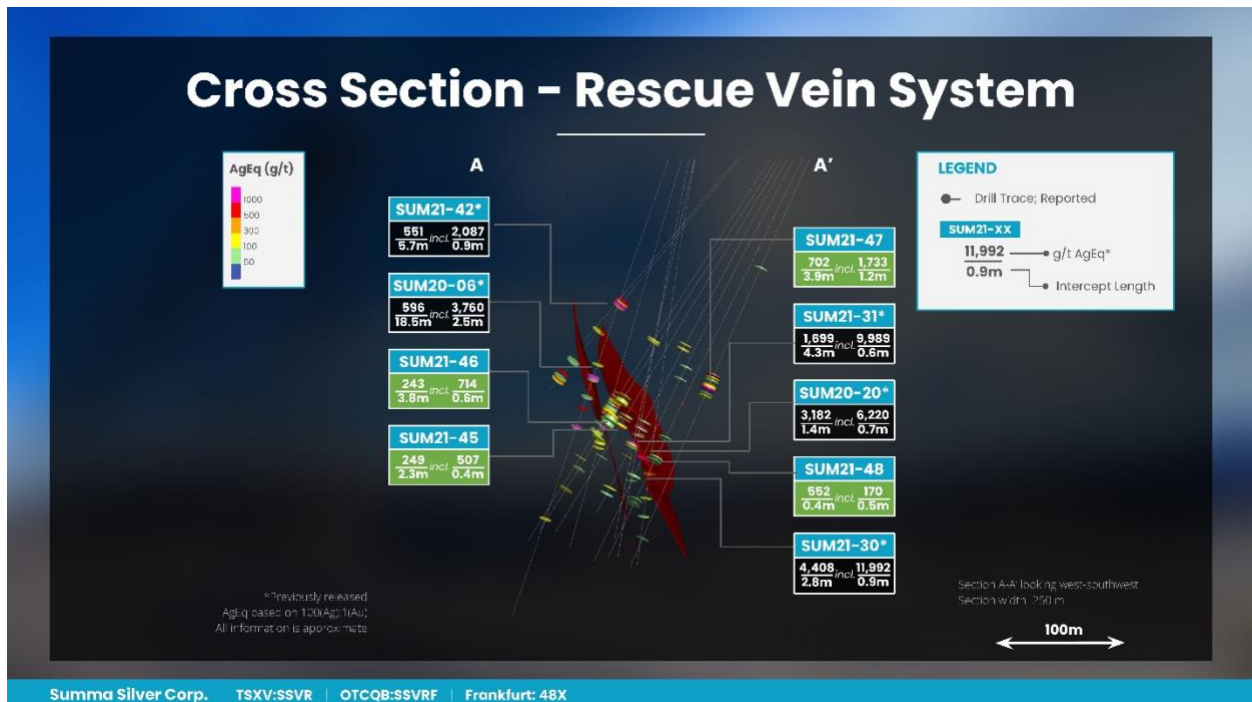 Cross Section - Rescue Vein System
AgEq (g/t)
1000
500
300
100
50
A
A'
SUM21-42*
551 incl. 2,087
5.7m 0.9m
SUM20-06*
596 incl. 3,760
18.5m 2.5m
SUM21-46
243 incl. 714
3.8m 0.6m
SUM21-45
249 incl. 507
2.3m 0.4m
SUM21-47
702 incl. 1,733
3.9m 1.2m
SUM21-31*
1,699 incl. 9,989
4.3m 0.6m
SUM20-20*
3,182 incl. 6,220
1.4m 0.7m
SUM21-48
552 incl. 170
0.4m 0.5m
SUM21-30*
4,408 incl. 11,992
2.8m 0.9m
LEGEND
Drill Trace; Reported
SUM21-XX
11,992 g/t AgEq*
0.9m Intercept Length
*Previously released
AgEq based on 100(Ag):1(Au)
All information is approximate
Section A-A' looking west-southwest
Section width 250 m
100m
Summa Silver Corp. TSXV:SSVR | OTCQB:SSVRF | Frankfurt: 48X